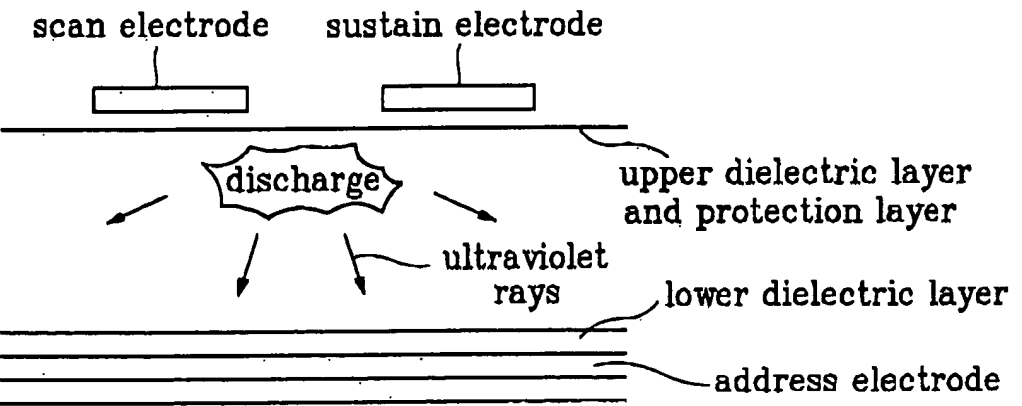 scan electrode
sustain electrode
discharge
upper dielectric layer
and protection layer
ultraviolet
rays
lower dielectric layer
address electrode